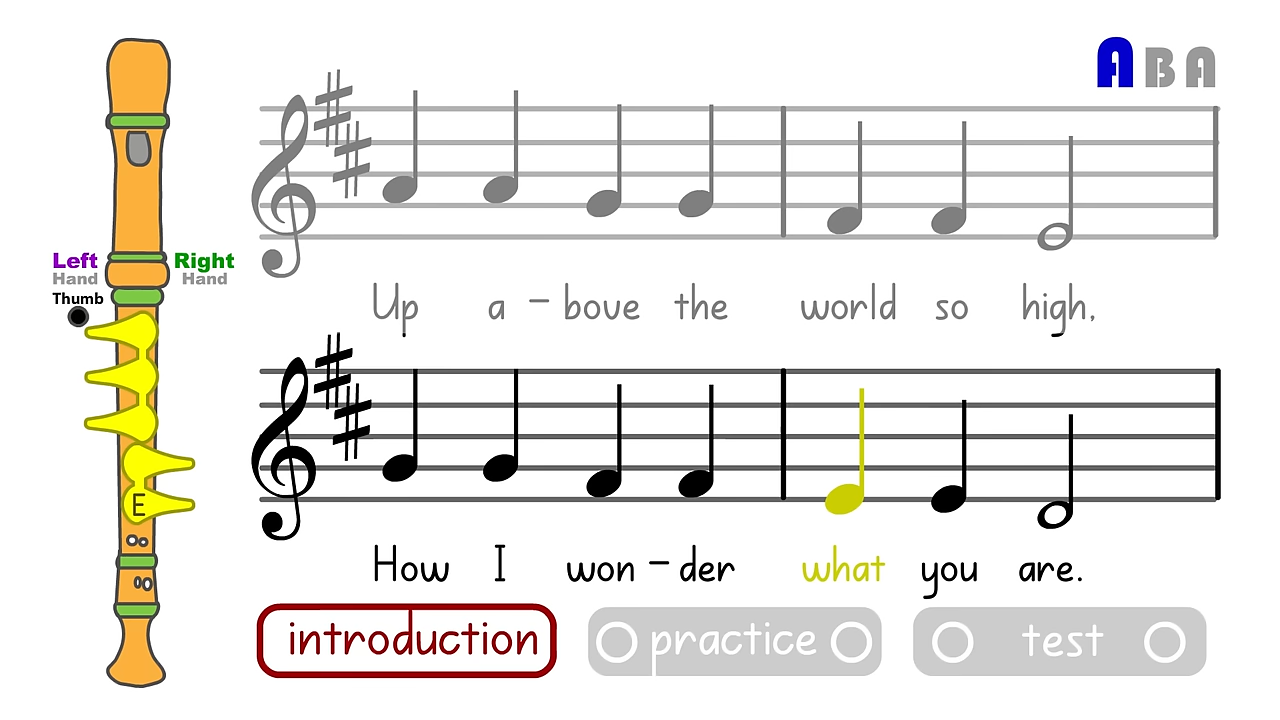 A B A
Left Hand
Right Hand
Thumb
Up a - bove the world so high,
E
How I won - der what you are.
introduction
practice
test